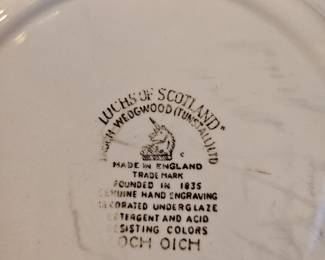 LOCHS OF SCOTLAND"
ENOCH WEDGWOOD (TUNSTALL) LTD
MADE IN ENGLAND
TRADE MARK
FOUNDED IN 1835
GENUINE HAND ENGRAVING
DECORATED UNDERGLAZE
DETERGENT AND ACID
RESISTING COLORS
LOCH OICH